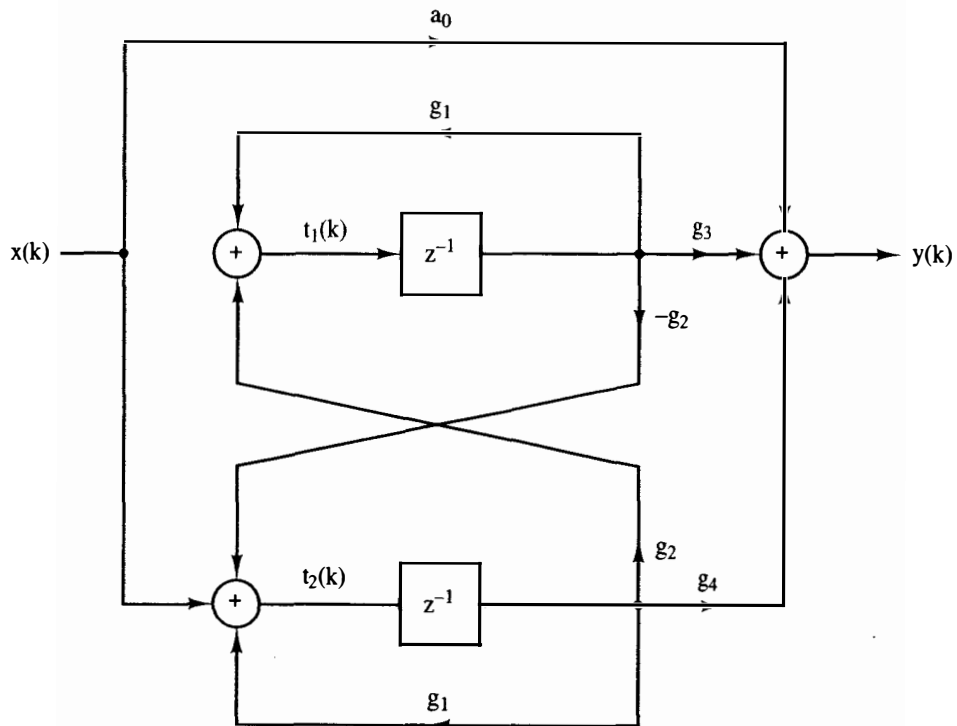 a₀
g₁
t₁(k)
x(k)
+
z⁻¹
g₃
+
y(k)
–g₂
t₂(k)
g₂
+
z⁻¹
g₄
g₁